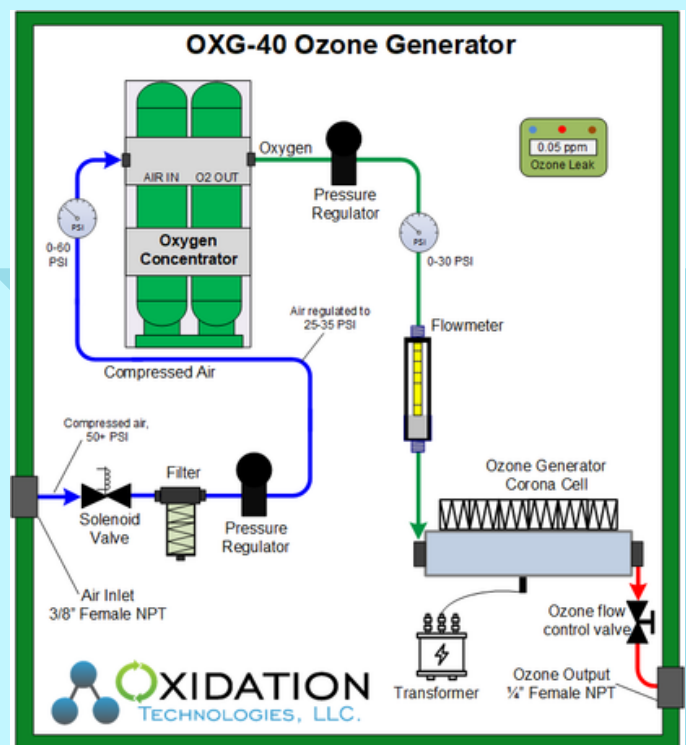 OXG-40 Ozone Generator
Oxygen
AIR IN
O2 OUT
Pressure
Regulator
0.05 ppm
Ozone Leak
PSI
0-60
PSI
Oxygen
Concentrator
PSI
0-30 PSI
Air regulated to
25-35 PSI
Flowmeter
Compressed Air
Compressed air,
50+ PSI
Filter
Solenoid
Valve
Pressure
Regulator
Ozone Generator
Corona Cell
Air Inlet
3/8" Female NPT
Ozone flow
control valve
Transformer
Ozone Output
¼" Female NPT
OXIDATION
TECHNOLOGIES, LLC.